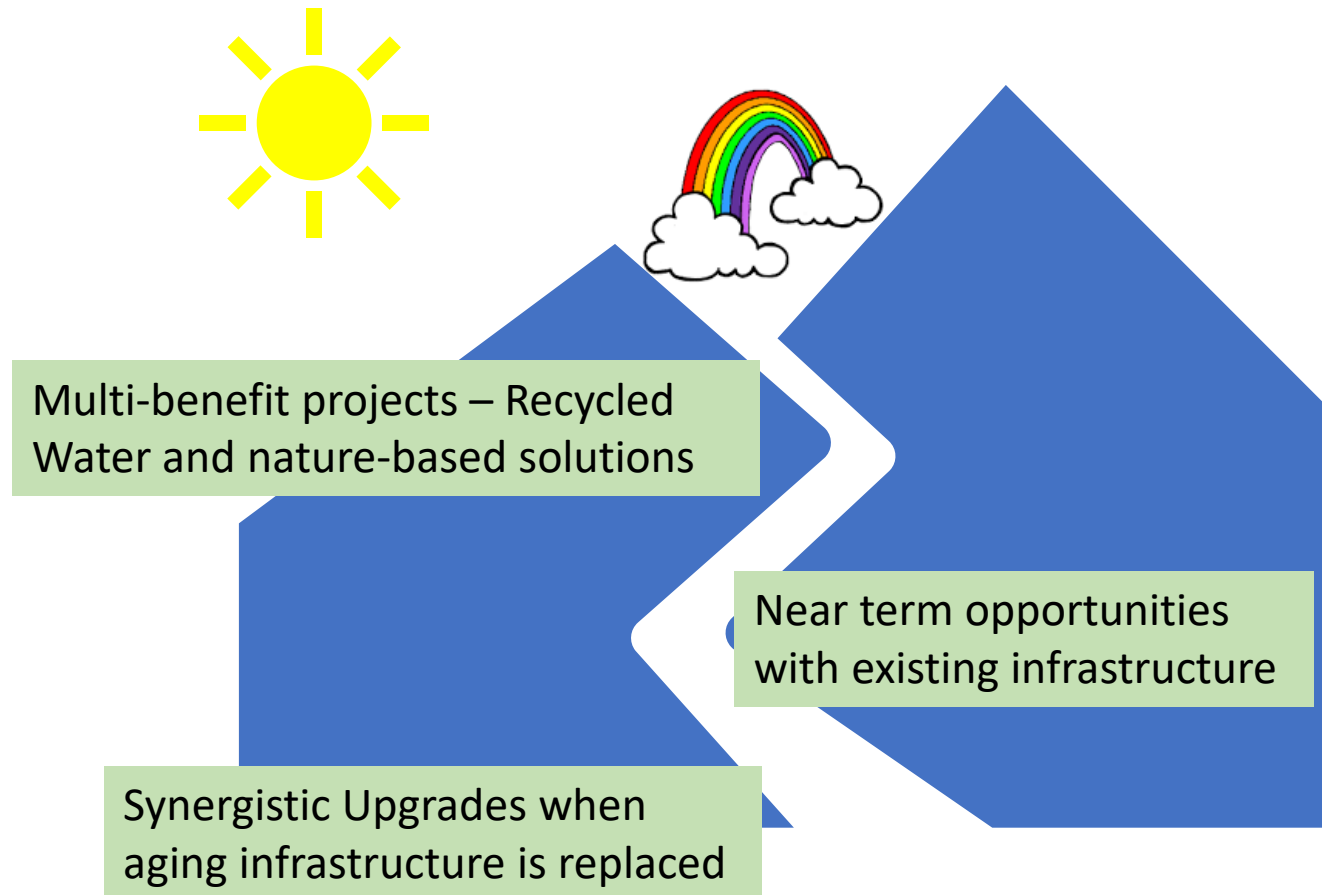 Multi-benefit projects – Recycled
Water and nature-based solutions
Near term opportunities
with existing infrastructure
Synergistic Upgrades when
aging infrastructure is replaced